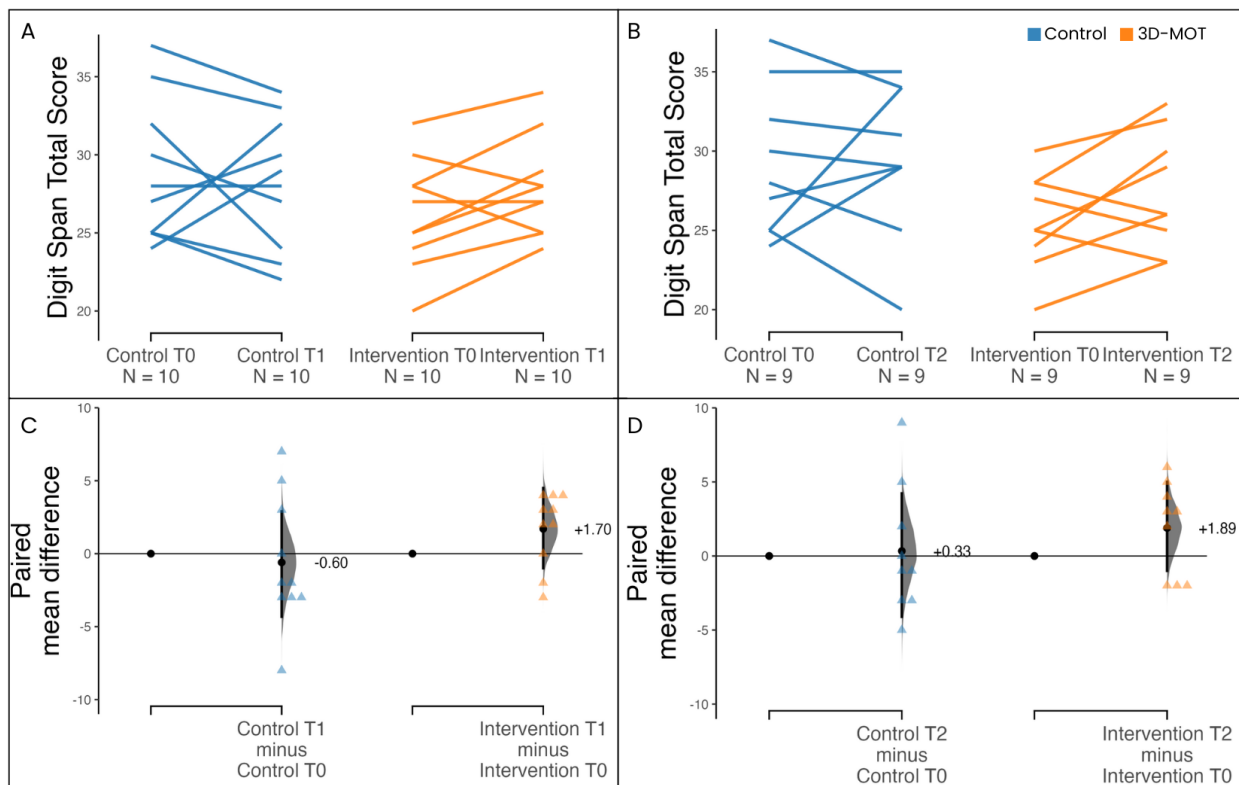 A
Digit Span Total Score
35
30
25
20
Control T0
N = 10
Control T1
N = 10
Intervention T0
N = 10
Intervention T1
N = 10
B
Control
3D-MOT
Digit Span Total Score
35
30
25
20
Control T0
N = 9
Control T2
N = 9
Intervention T0
N = 9
Intervention T2
N = 9
C
Paired
mean difference
10
5
0
-5
-10
-0.60
+1.70
Control T1
minus
Control T0
Intervention T1
minus
Intervention T0
D
Paired
mean difference
10
5
0
-5
-10
+0.33
+1.89
Control T2
minus
Control T0
Intervention T2
minus
Intervention T0